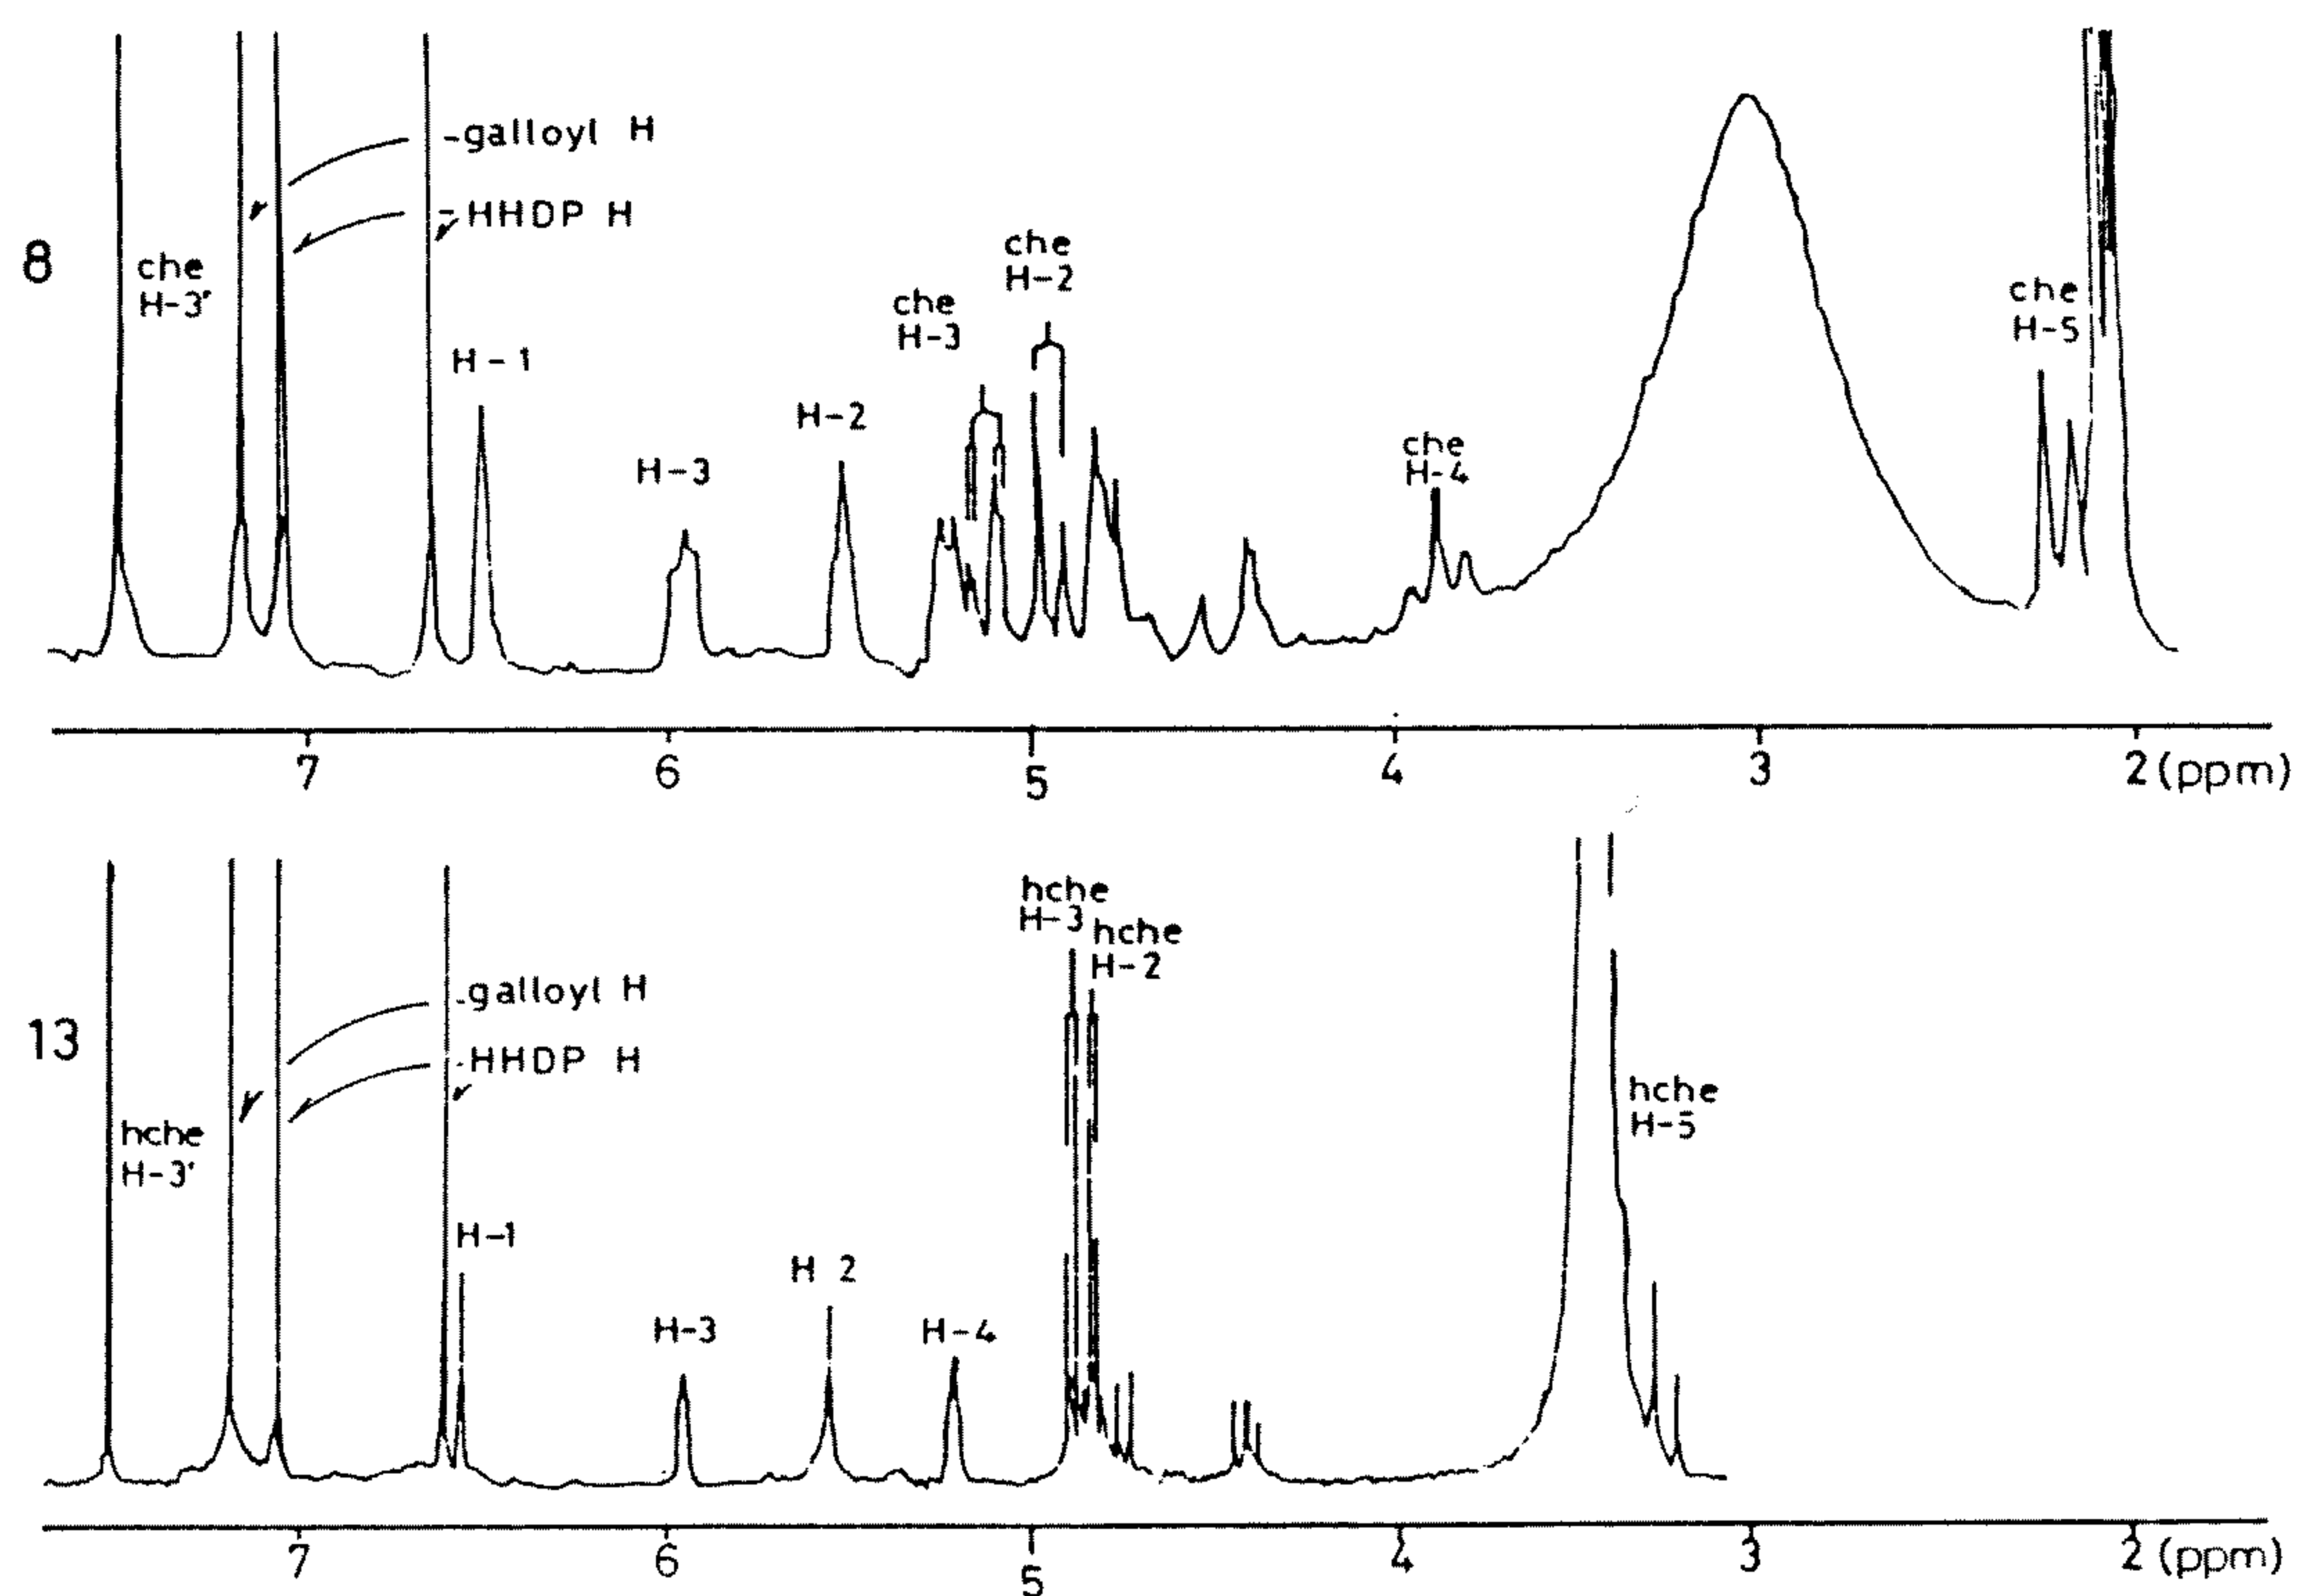 8
-galloyl H
-HHDP H
che
H-3'
H-1
H-3
H-2
che
H-3
che
H-2
che
H-4
che
H-5
7 6 5 4 3 2 (ppm)
13
-galloyl H
-HHDP H
hche
H-3'
H-1
H-3
H 2
H-4
hche
H-3
hche
H-2
hche
H-5
7 6 5 4 3 2 (ppm)